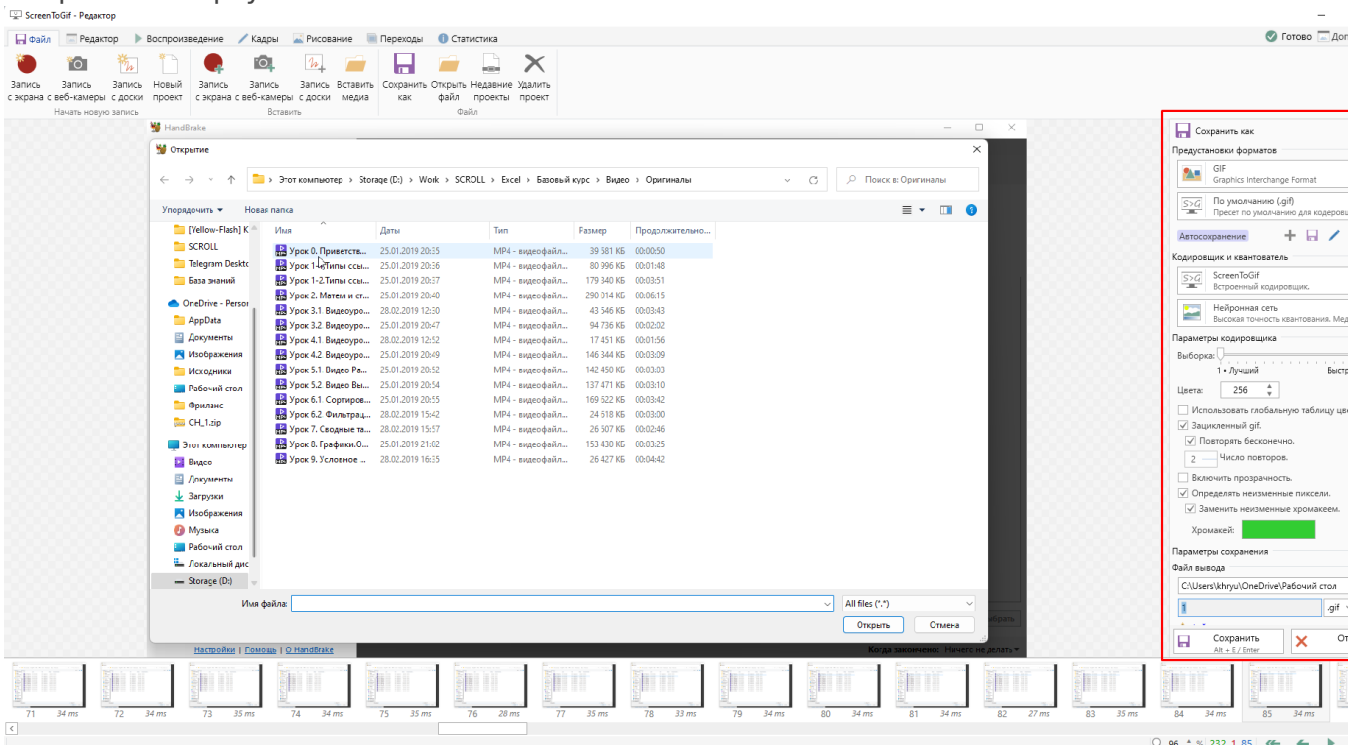 ScreenToGif - Редактор
Файл Редактор Воспроизведение Кадры Рисование Переходы Статистика Готово
Запись с экрана Запись с веб-камеры Запись с доски Новый проект Запись с экрана Запись с веб-камеры Запись с доски Вставить медиа Сохранить как Открыть файл Недавние проекты Удалить проект
Начать новую запись Вставить Файл
HandBrake
Открытие
Этот компьютер › Storage (D:) › Work › SCROLL › Excel › Базовый курс › Видео › Оригиналы
Поиск в: Оригиналы
Упорядочить Новая папка
Имя Дата Тип Размер Продолжительно...
[Yellow-Flash] К
SCROLL
Telegram Deskto
База знаний
OneDrive - Person
AppData
Документы
Изображения
Исходники
Рабочий стол
Фриланс
CH_1.zip
Этот компьютер
Видео
Документы
Загрузки
Изображения
Музыка
Рабочий стол
Локальный дис
Storage (D:)
Урок 0. Приветств... 25.01.2019 20:55 MP4 - видеофайл... 39 581 КБ 00:00:50
Урок 1-1.Типы ссы... 25.01.2019 20:56 MP4 - видеофайл... 80 996 КБ 00:01:48
Урок 1-2.Типы ссы... 25.01.2019 20:37 MP4 - видеофайл... 179 340 КБ 00:03:51
Урок 2. Матем и ст... 25.01.2019 20:40 MP4 - видеофайл... 290 314 КБ 00:06:15
Урок 3.1 Видеоуро... 28.02.2019 12:30 MP4 - видеофайл... 43 546 КБ 00:03:43
Урок 3.2 Видеоуро... 25.01.2019 20:47 MP4 - видеофайл... 94 736 КБ 00:02:02
Урок 4.1 Видеоуро... 28.02.2019 12:52 MP4 - видеофайл... 17 451 КБ 00:01:56
Урок 4.2 Видеоуро... 25.01.2019 20:49 MP4 - видеофайл... 146 344 КБ 00:03:09
Урок 5.1 Видео Ра... 25.01.2019 20:52 MP4 - видеофайл... 142 450 КБ 00:03:03
Урок 5.2 Видео Вы... 25.01.2019 20:54 MP4 - видеофайл... 137 471 КБ 00:03:10
Урок 6.1 Сортиров... 25.01.2019 20:55 MP4 - видеофайл... 169 522 КБ 00:03:42
Урок 6.2 Фильтрац... 28.02.2019 15:42 MP4 - видеофайл... 24 518 КБ 00:03:00
Урок 7. Сводные та... 28.02.2019 15:57 MP4 - видеофайл... 26 507 КБ 00:02:46
Урок 8. Графики.О... 25.01.2019 21:02 MP4 - видеофайл... 153 430 КБ 00:03:25
Урок 9. Условное ... 28.02.2019 16:35 MP4 - видеофайл... 26 427 КБ 00:04:42
Имя файла: All files (*.*)
Открыть Отмена
Настройки | Помощь | О HandBrake Когда закончено: Ничего не делать
Сохранить как
Предустановки форматов
GIF
Graphics Interchange Format
S>G По умолчанию (.gif)
Пресет по умолчанию для кодеровщ
Автосохранение
Кодировщик и квантователь
S>G ScreenToGif
Встроенный кодировщик.
Нейронная сеть
Высокая точность квантования. Мед
Параметры кодировщика
Выборка:
1 • Лучший Быстр
Цвета: 256
Использовать глобальную таблицу цве
Зацикленный gif.
Повторять бесконечно.
2 Число повторов.
Включить прозрачность.
Определять неизменные пиксели.
Заменить неизменные хромакеем.
Хромакей:
Параметры сохранения
Файл вывода
C:\Users\khryu\OneDrive\Рабочий стол
1 .gif
Сохранить
Alt + E / Enter
От
71 34 ms 72 34 ms 73 35 ms 74 34 ms 75 35 ms 76 28 ms 77 35 ms 78 33 ms 79 34 ms 80 34 ms 81 34 ms 82 27 ms 83 35 ms 84 34 ms 85 34 ms
96 % 232 1 85